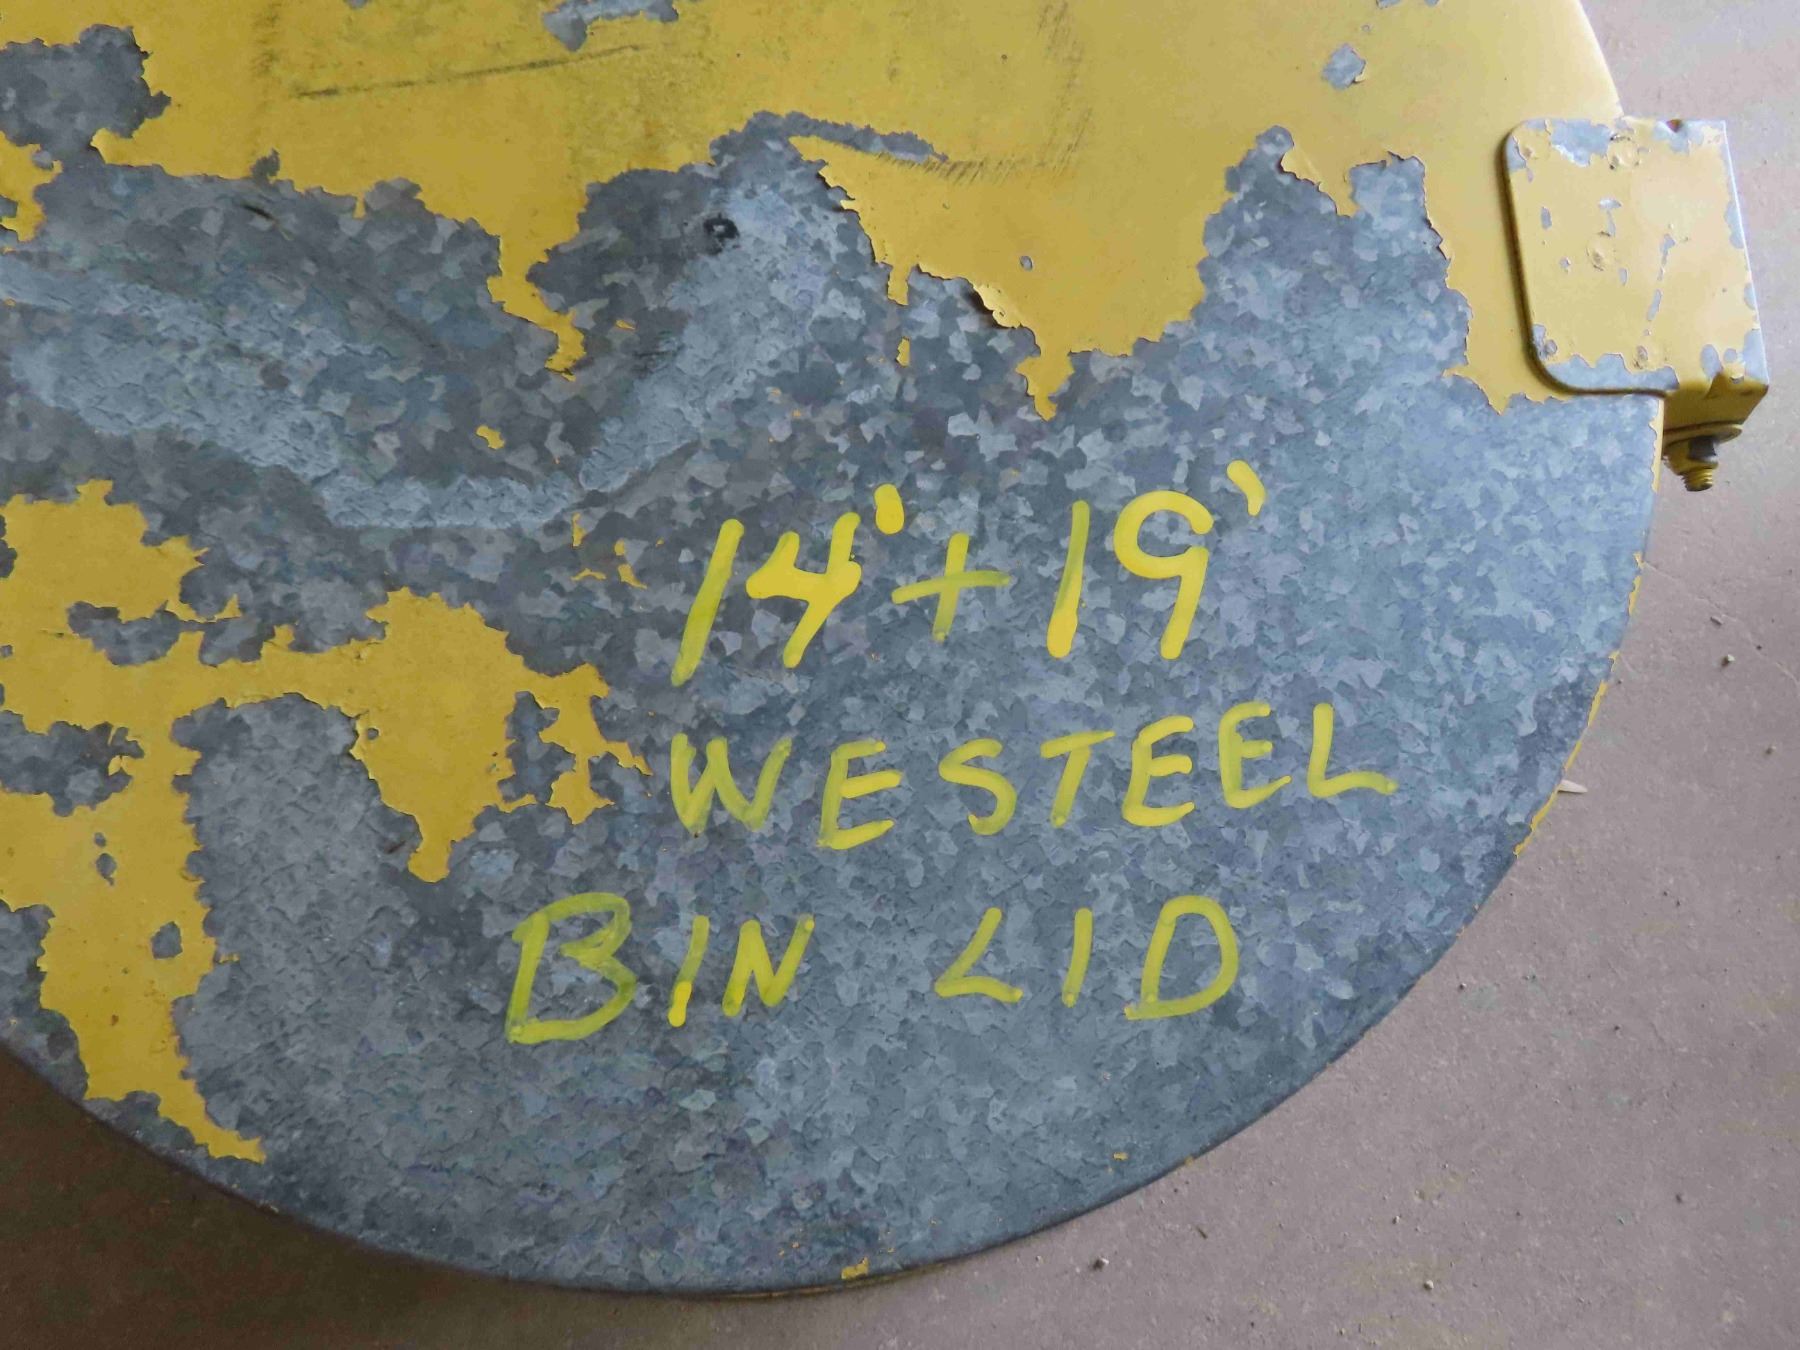 14'+19'
WESTEEL
BIN LID